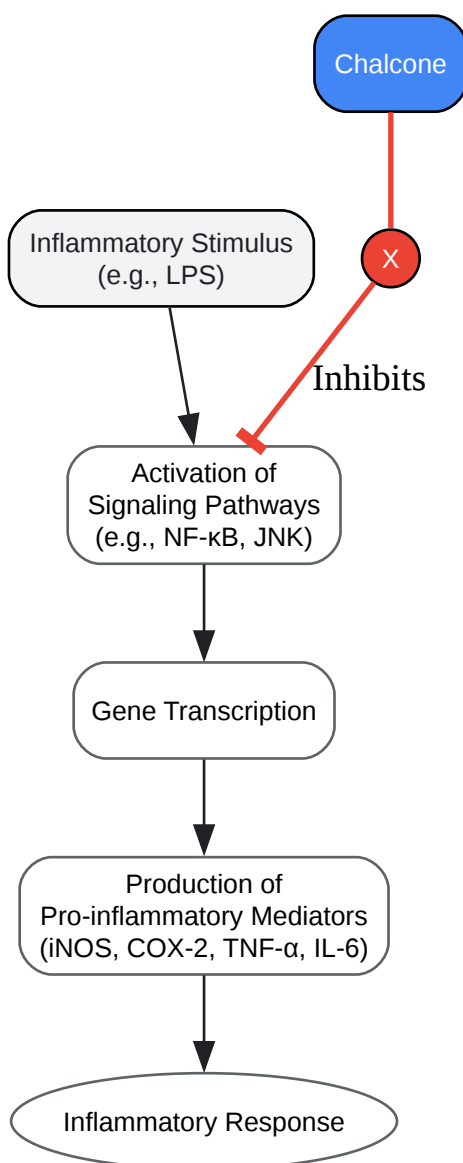 Chalcone
Inflammatory Stimulus
(e.g., LPS)
X
Inhibits
Activation of
Signaling Pathways
(e.g., NF-κB, JNK)
Gene Transcription
Production of
Pro-inflammatory Mediators
(iNOS, COX-2, TNF-α, IL-6)
Inflammatory Response